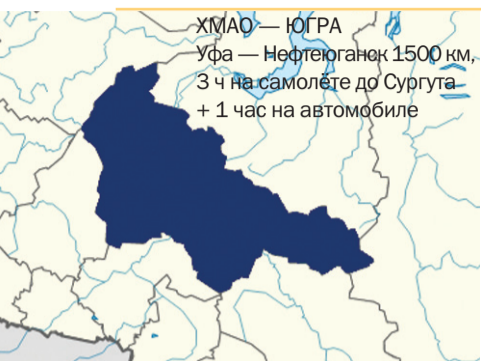 ХМАО — ЮГРА
Уфа — Нефтеюганск 1500 км,
3 ч на самолёте до Сургута
+ 1 час на автомобиле